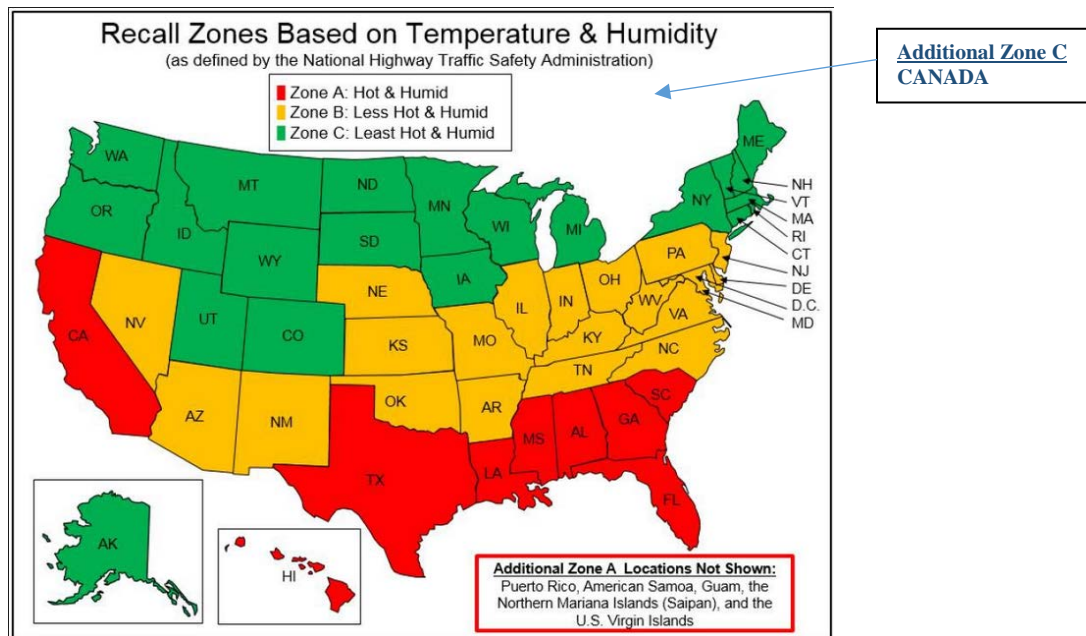 Recall Zones Based on Temperature & Humidity
(as defined by the National Highway Traffic Safety Administration)
Additional Zone C
CANADA
Zone A: Hot & Humid
Zone B: Less Hot & Humid
Zone C: Least Hot & Humid
WA
MT
ND
MN
ME
OR
ID
SD
WI
MI
NY
NH
VT
MA
RI
CT
NJ
DE
D.C.
MD
WY
IA
NE
PA
OH
IL
IN
WV
VA
NV
UT
CO
CA
KS
MO
KY
NC
TN
AZ
NM
OK
AR
SC
MS
AL
GA
TX
LA
FL
AK
HI
Additional Zone A Locations Not Shown:
Puerto Rico, American Samoa, Guam, the
Northern Mariana Islands (Saipan), and the
U.S. Virgin Islands